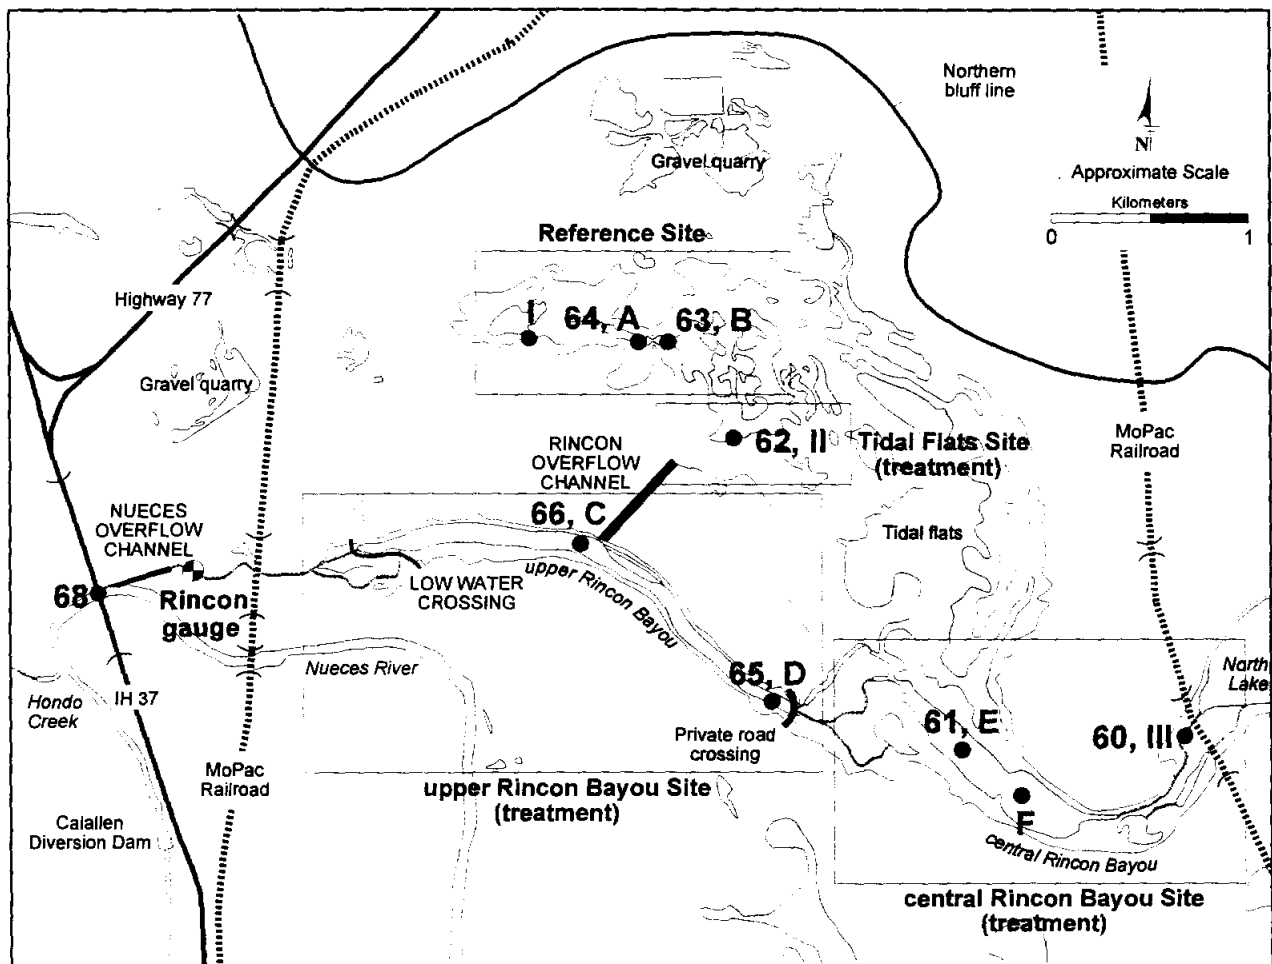 Northern
bluff line
N
Approximate Scale
Kilometers
0
1
Gravel quarry
Reference Site
Highway 77
I
64, A
63, B
Gravel quarry
62, II
Tidal Flats Site
(treatment)
MoPac
Railroad
RINCON
OVERFLOW
CHANNEL
NUECES
OVERFLOW
CHANNEL
66, C
Tidal flats
upper Rincon Bayou
LOW WATER
CROSSING
68
Rincon
gauge
Nueces River
Hondo
Creek
IH 37
65, D
North
Lake
Private road
crossing
61, E
60, III
MoPac
Railroad
upper Rincon Bayou Site
(treatment)
F
central Rincon Bayou
Calallen
Diversion Dam
central Rincon Bayou Site
(treatment)